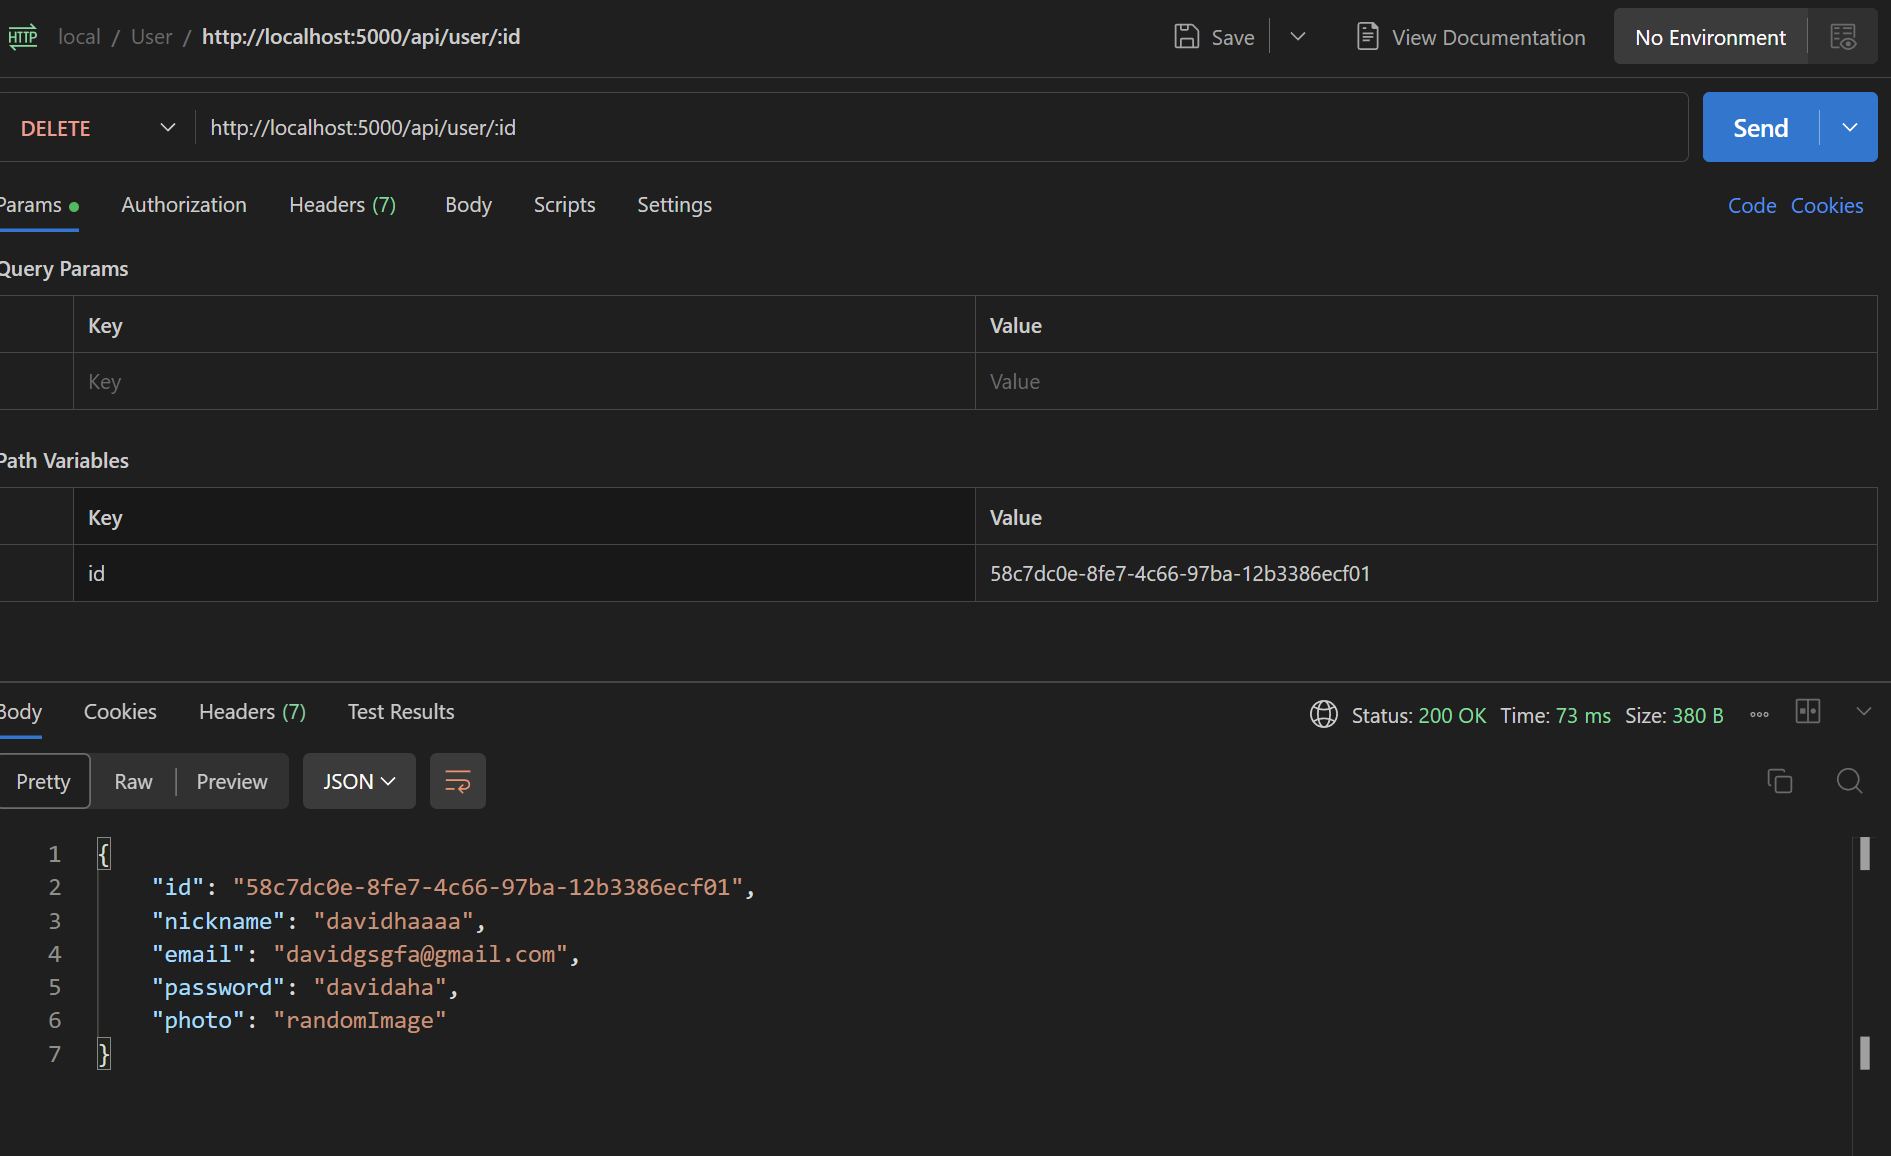 HTTP local / User / http://localhost:5000/api/user/:id Save View Documentation No Environment
DELETE http://localhost:5000/api/user/:id Send
Params Authorization Headers (7) Body Scripts Settings Code Cookies
Query Params
Key Value
Key Value
Path Variables
Key Value
id 58c7dc0e-8fe7-4c66-97ba-12b3386ecf01
Body Cookies Headers (7) Test Results Status: 200 OK Time: 73 ms Size: 380 B
Pretty Raw Preview JSON
1 {
2 "id": "58c7dc0e-8fe7-4c66-97ba-12b3386ecf01",
3 "nickname": "davidhaaaa",
4 "email": "davidgsgfa@gmail.com",
5 "password": "davidaha",
6 "photo": "randomImage"
7 }